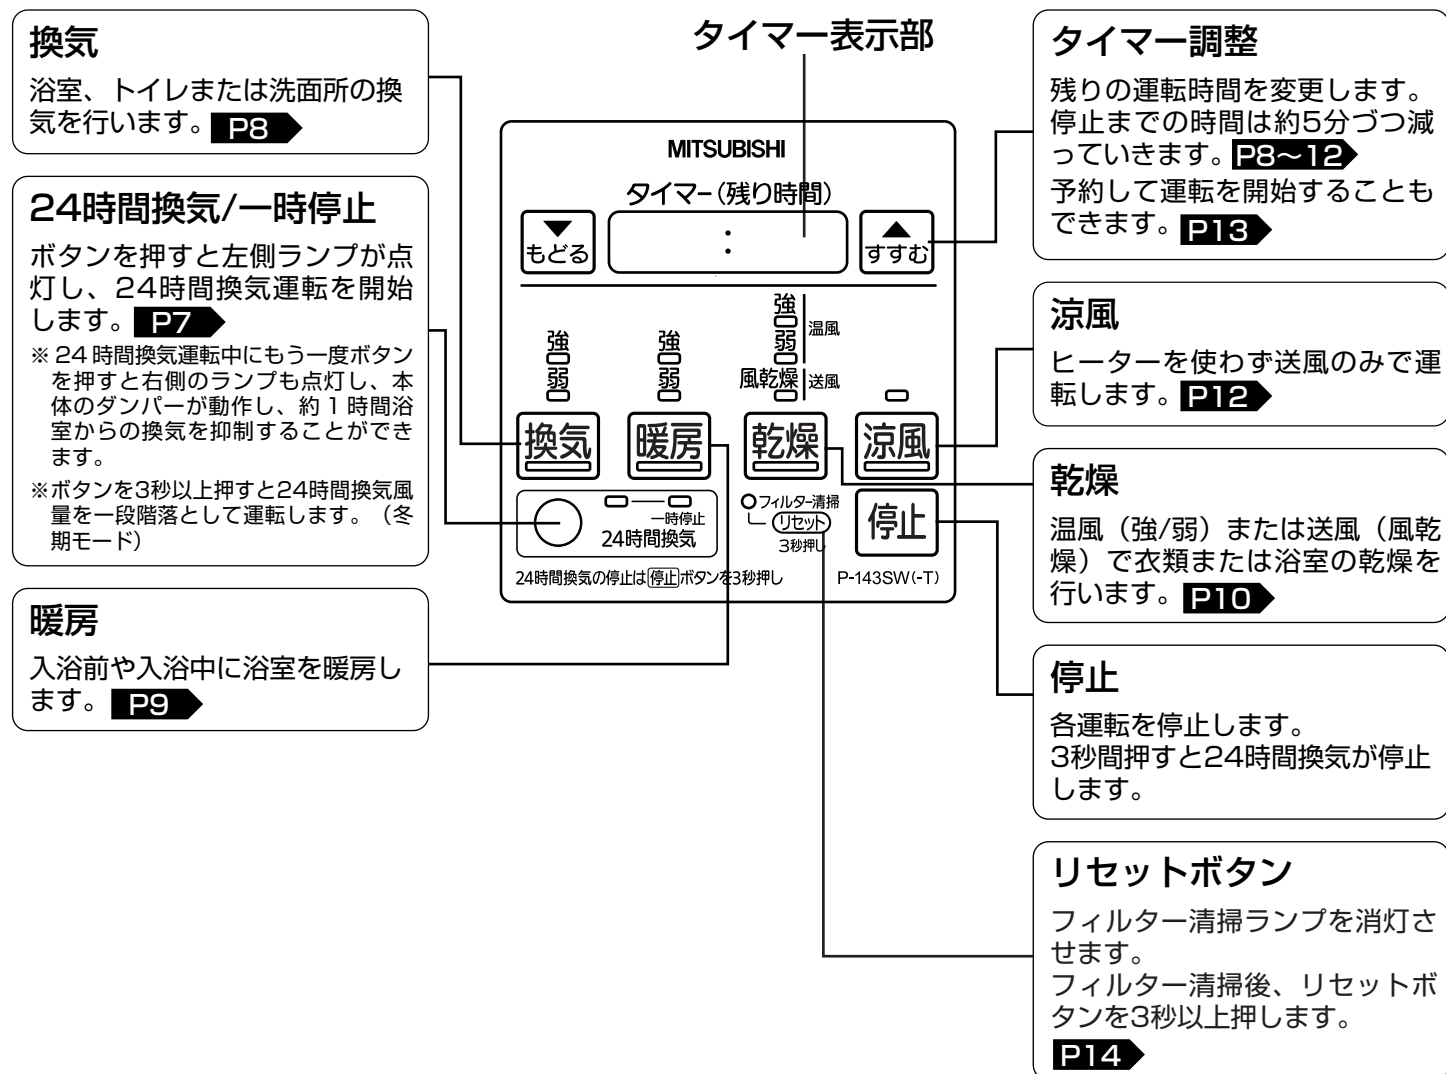 換気
浴室、トイレまたは洗面所の換
気を行います。 P8
24時間換気/一時停止
ボタンを押すと左側ランプが点
灯し、24時間換気運転を開始
します。 P7
※ 24 時間換気運転中にもう一度ボタン
を押すと右側のランプも点灯し、本
体のダンパーが動作し、約 1 時間浴
室からの換気を抑制することができ
ます。
※ボタンを3秒以上押すと24時間換気風
量を一段階落として運転します。（冬
期モード）
暖房
入浴前や入浴中に浴室を暖房し
ます。 P9
タイマー表示部
MITSUBISHI
タイマー(残り時間)
▼
もどる
:
▲
すすむ
強
弱
強
弱
強
弱
温風
風乾燥
送風
換気
暖房
乾燥
涼風
一時停止
24時間換気
フィルター清掃
リセット
3秒押し
停止
24時間換気の停止は停止ボタンを3秒押し
P-143SW(-T)
タイマー調整
残りの運転時間を変更します。
停止までの時間は約5分づつ減
っていきます。 P8～12
予約して運転を開始することも
できます。 P13
涼風
ヒーターを使わず送風のみで運
転します。 P12
乾燥
温風（強/弱）または送風（風乾
燥）で衣類または浴室の乾燥を
行います。 P10
停止
各運転を停止します。
3秒間押すと24時間換気が停止
します。
リセットボタン
フィルター清掃ランプを消灯さ
せます。
フィルター清掃後、リセットボ
タンを3秒以上押します。
P14